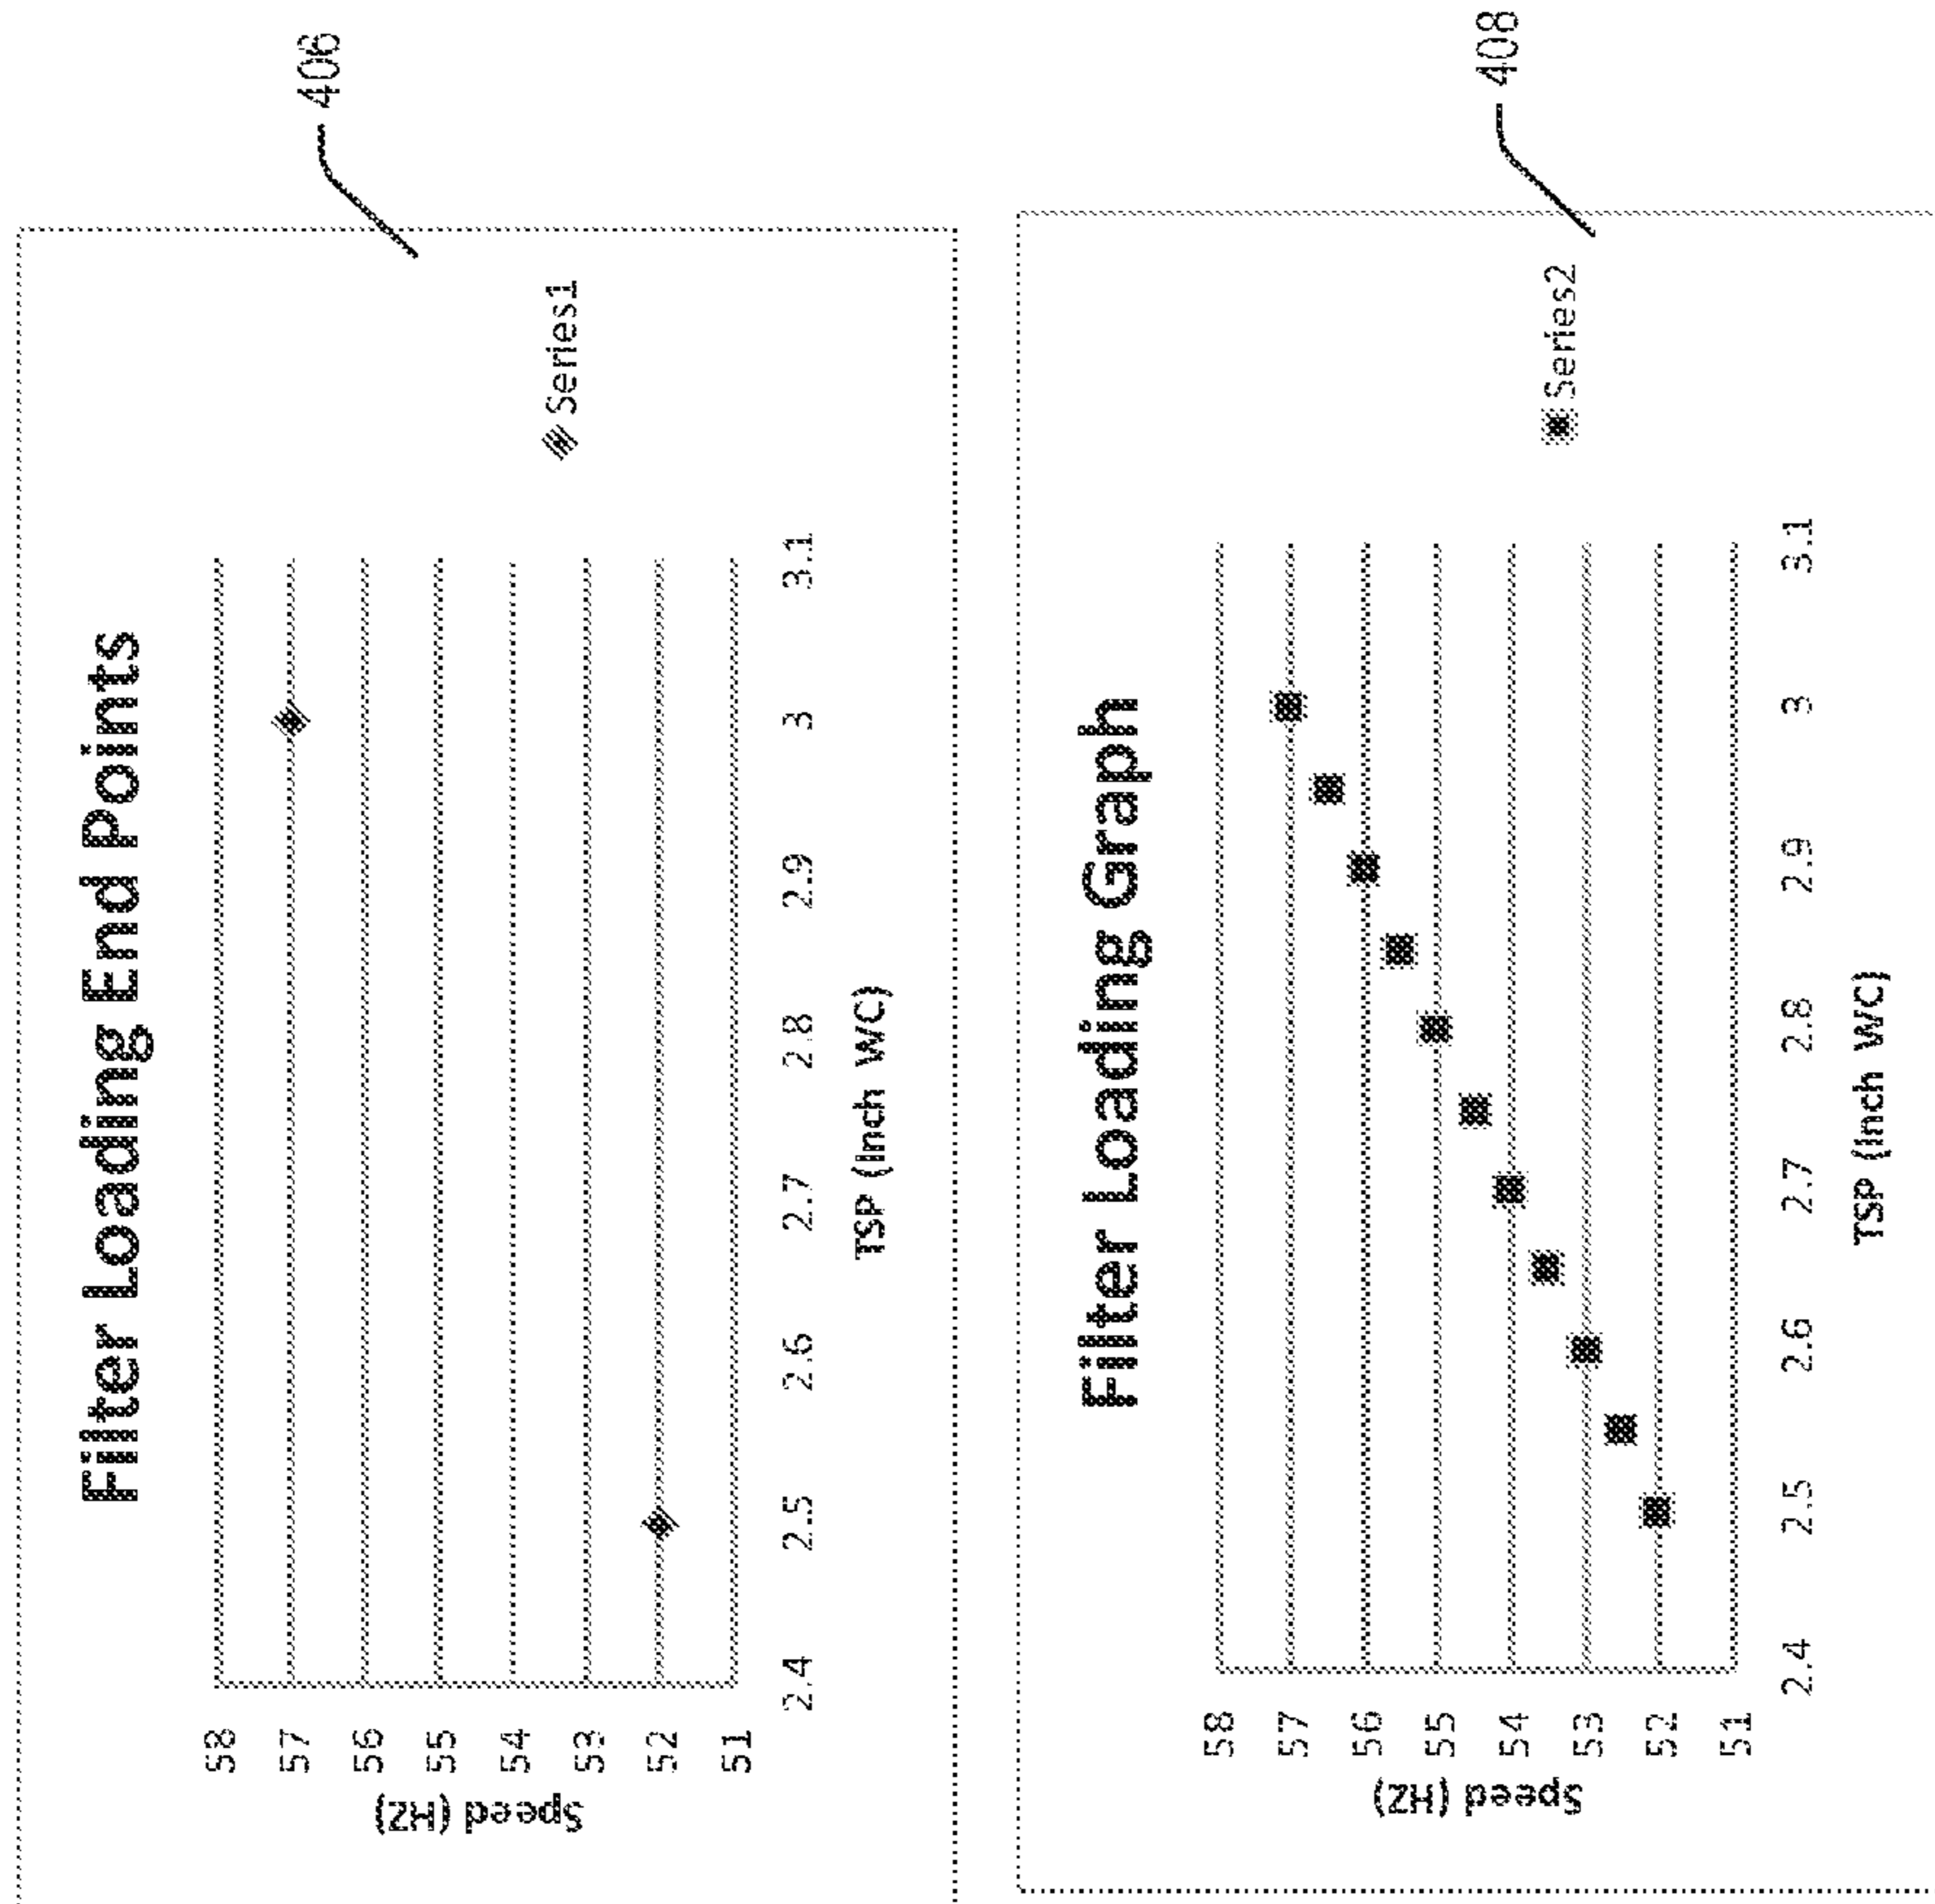 406
Filter Loading End Points
58
57
56
55
54
53
52
51
Speed (HZ)
Series1
2.4 2.5 2.6 2.7 2.8 2.9 3 3.1
TSP (Inch WC)
408
Filter Loading Graph
58
57
56
55
54
53
52
51
Speed (HZ)
Series2
2.4 2.5 2.6 2.7 2.8 2.9 3 3.1
TSP (Inch WC)